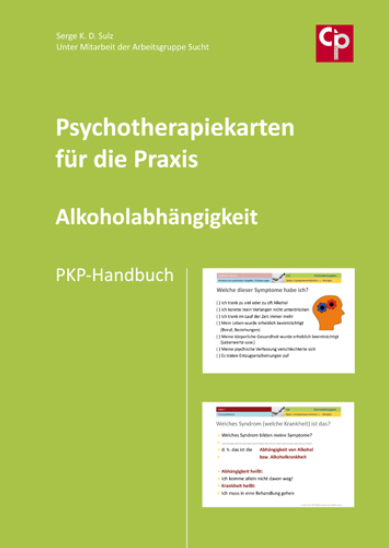 Serge K. D. Sulz
Unter Mitarbeit der Arbeitsgruppe Sucht
Cip
Psychotherapiekarten
für die Praxis
Alkoholabhängigkeit
PKP-Handbuch
Welche dieser Symptome habe ich?
( ) Ich trank zu viel oder zu oft Alkohol
( ) Ich konnte mein Verlangen nicht unterdrücken
( ) Ich trank im Lauf der Zeit immer mehr
( ) Mein Leben wurde erheblich beeinträchtigt
(Beruf, Beziehungen)
( ) Meine körperliche Gesundheit wurde erheblich beeinträchtigt
(Leberwerte usw.)
( ) Meine psychische Verfassung verschlechterte sich
( ) Es traten Entzugserscheinungen auf
Welches Syndrom (welche Krankheit) ist das?
Welches Syndrom bilden meine Symptome?
d. h. das ist die Abhängigkeit von Alkohol
bzw. Alkoholkrankheit
Abhängigkeit heißt:
Ich komme allein nicht davon weg!
Krankheit heißt:
Ich muss in eine Behandlung gehen